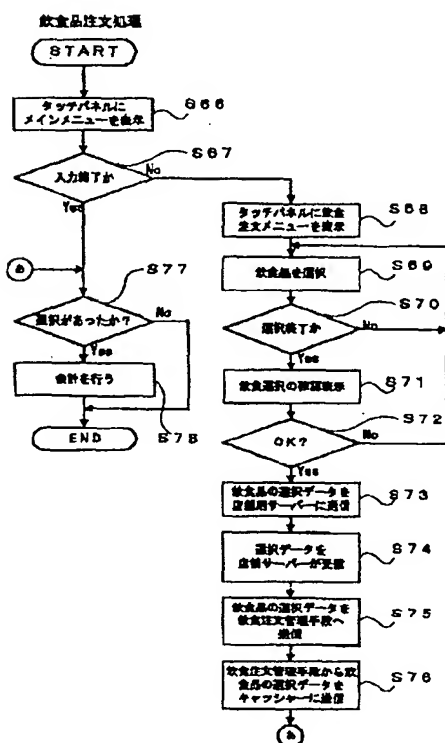 飲食品注文処理
START
タッチパネルに
メインメニューを表示
S66
入力終了か
S67
No
Yes
あ
選択があったか?
S77
No
Yes
会計を行う
S78
END
タッチパネルに飲食
注文メニューを表示
S68
飲食品を選択
S69
選択終了か
S70
No
Yes
飲食選択の確認表示
S71
OK?
S72
No
Yes
飲食品の選択データを
店舗用サーバーに送信
S73
選択データを
店舗サーバーが受信
S74
飲食品の選択データを
飲食注文管理手段へ
送信
S75
飲食注文管理手段から飲
食品の選択データを
キャッシャーに送信
S76
あ